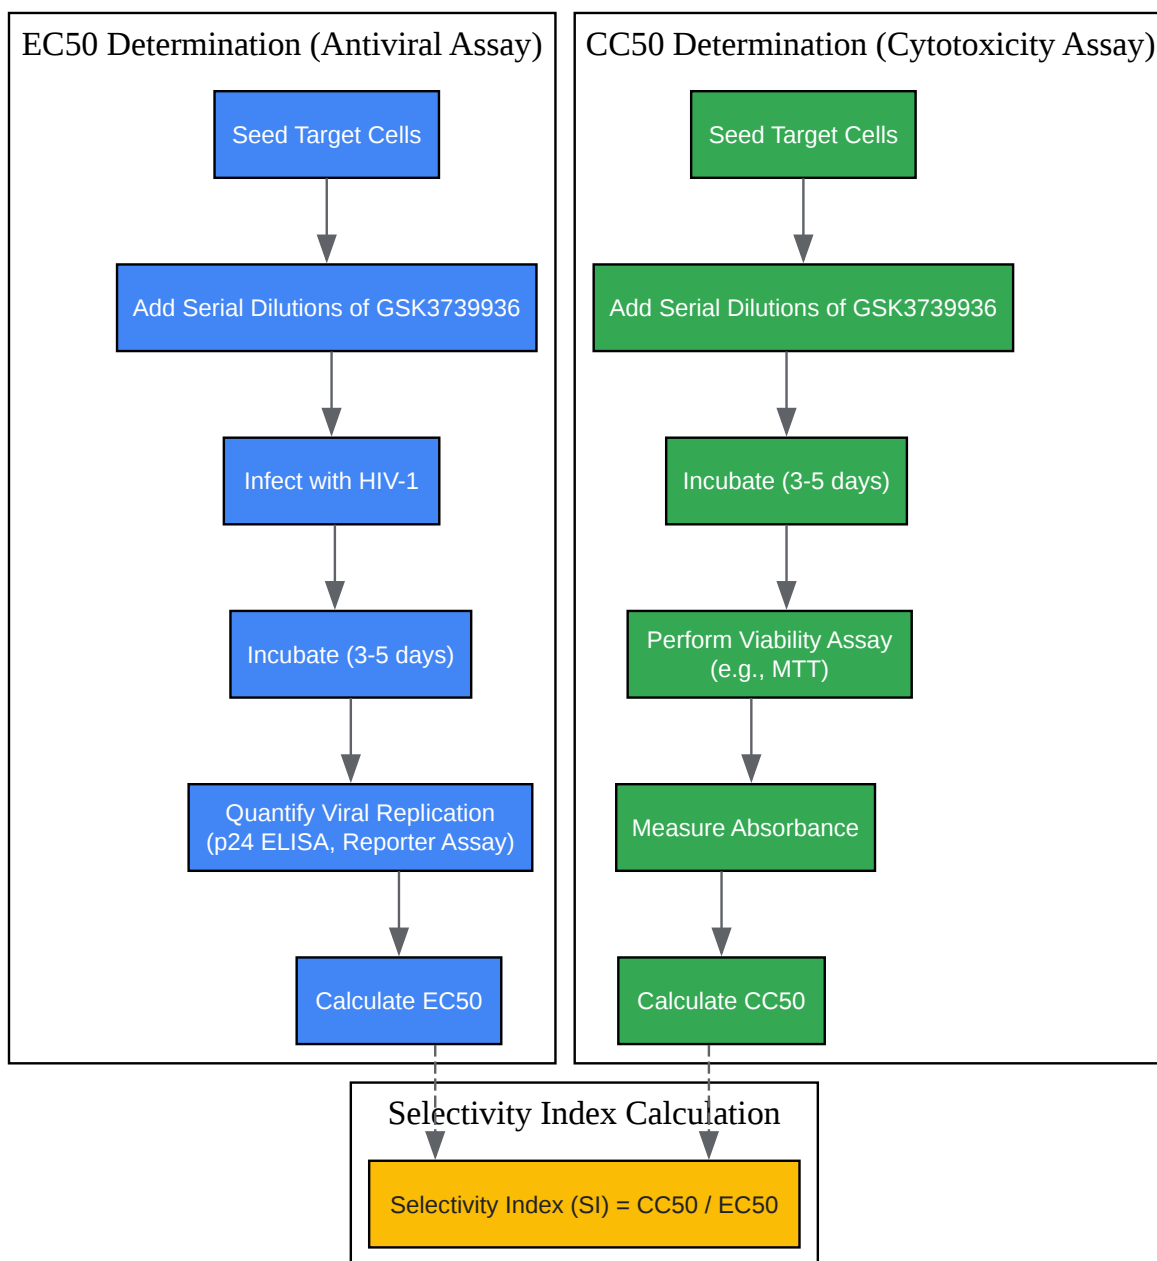 EC50 Determination (Antiviral Assay)
Seed Target Cells
Add Serial Dilutions of GSK3739936
Infect with HIV-1
Incubate (3-5 days)
Quantify Viral Replication
(p24 ELISA, Reporter Assay)
Calculate EC50
CC50 Determination (Cytotoxicity Assay)
Seed Target Cells
Add Serial Dilutions of GSK3739936
Incubate (3-5 days)
Perform Viability Assay
(e.g., MTT)
Measure Absorbance
Calculate CC50
Selectivity Index Calculation
Selectivity Index (SI) = CC50 / EC50